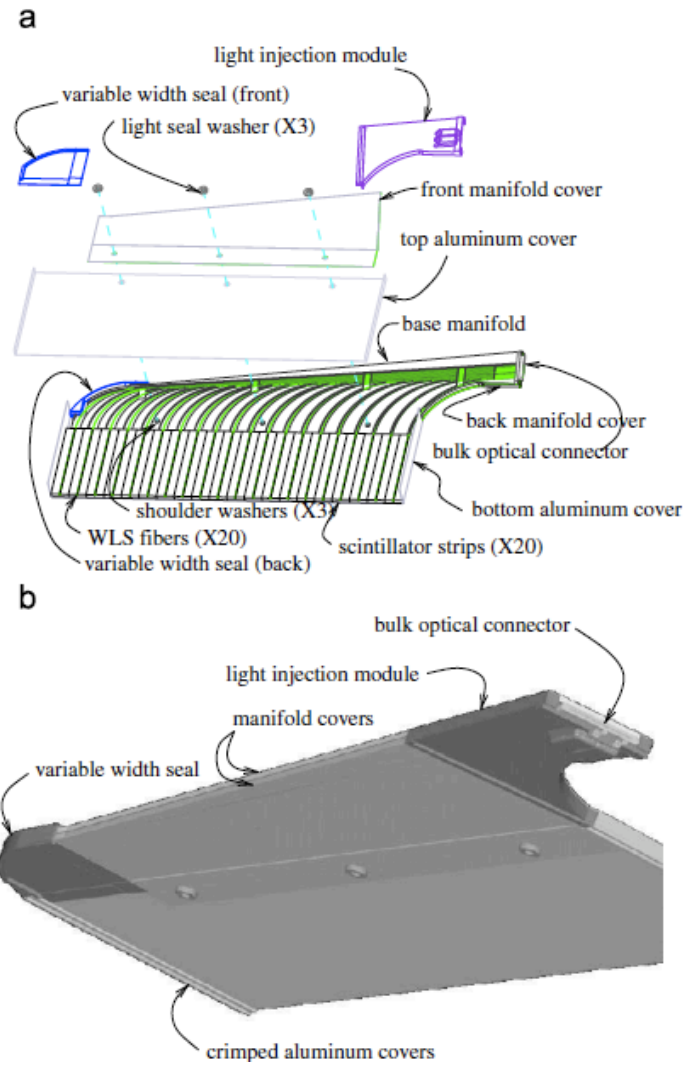 a
light injection module
variable width seal (front)
light seal washer (X3)
front manifold cover
top aluminum cover
base manifold
back manifold cover
bulk optical connector
shoulder washers (X3
bottom aluminum cover
WLS fibers (X20)
scintillator strips (X20)
variable width seal (back)
b
bulk optical connector
light injection module
manifold covers
variable width seal
crimped aluminum covers